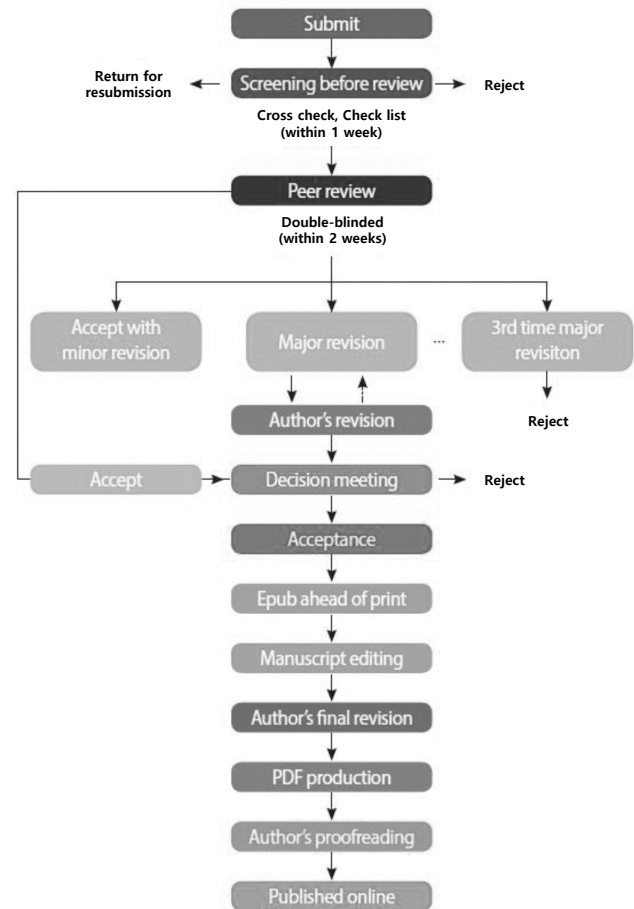 Submit
Return for
resubmission
Screening before review
Reject
Cross check, Check list
(within 1 week)
Peer review
Double-blinded
(within 2 weeks)
Accept with
minor revision
Major revision
...
3rd time major
revisiton
Author's revision
Reject
Accept
Decision meeting
Reject
Acceptance
Epub ahead of print
Manuscript editing
Author's final revision
PDF production
Author's proofreading
Published online